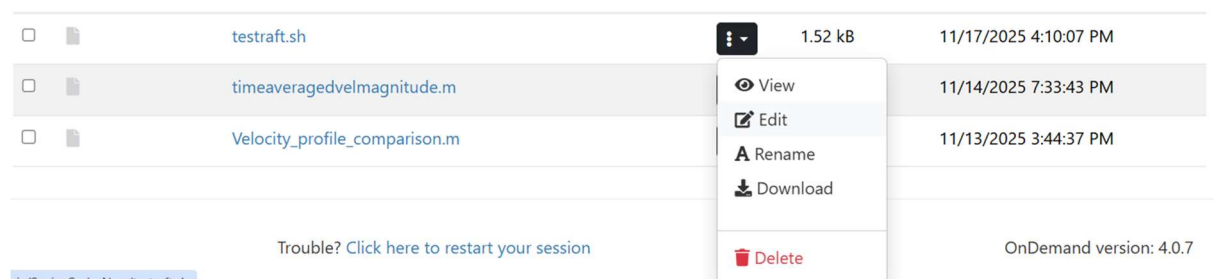 testraft.sh 1.52 kB 11/17/2025 4:10:07 PM
View
timeaveragedvelmagnitude.m 11/14/2025 7:33:43 PM
Edit
Velocity_profile_comparison.m 11/13/2025 3:44:37 PM
Rename
Download
Trouble? Click here to restart your session OnDemand version: 4.0.7
Delete